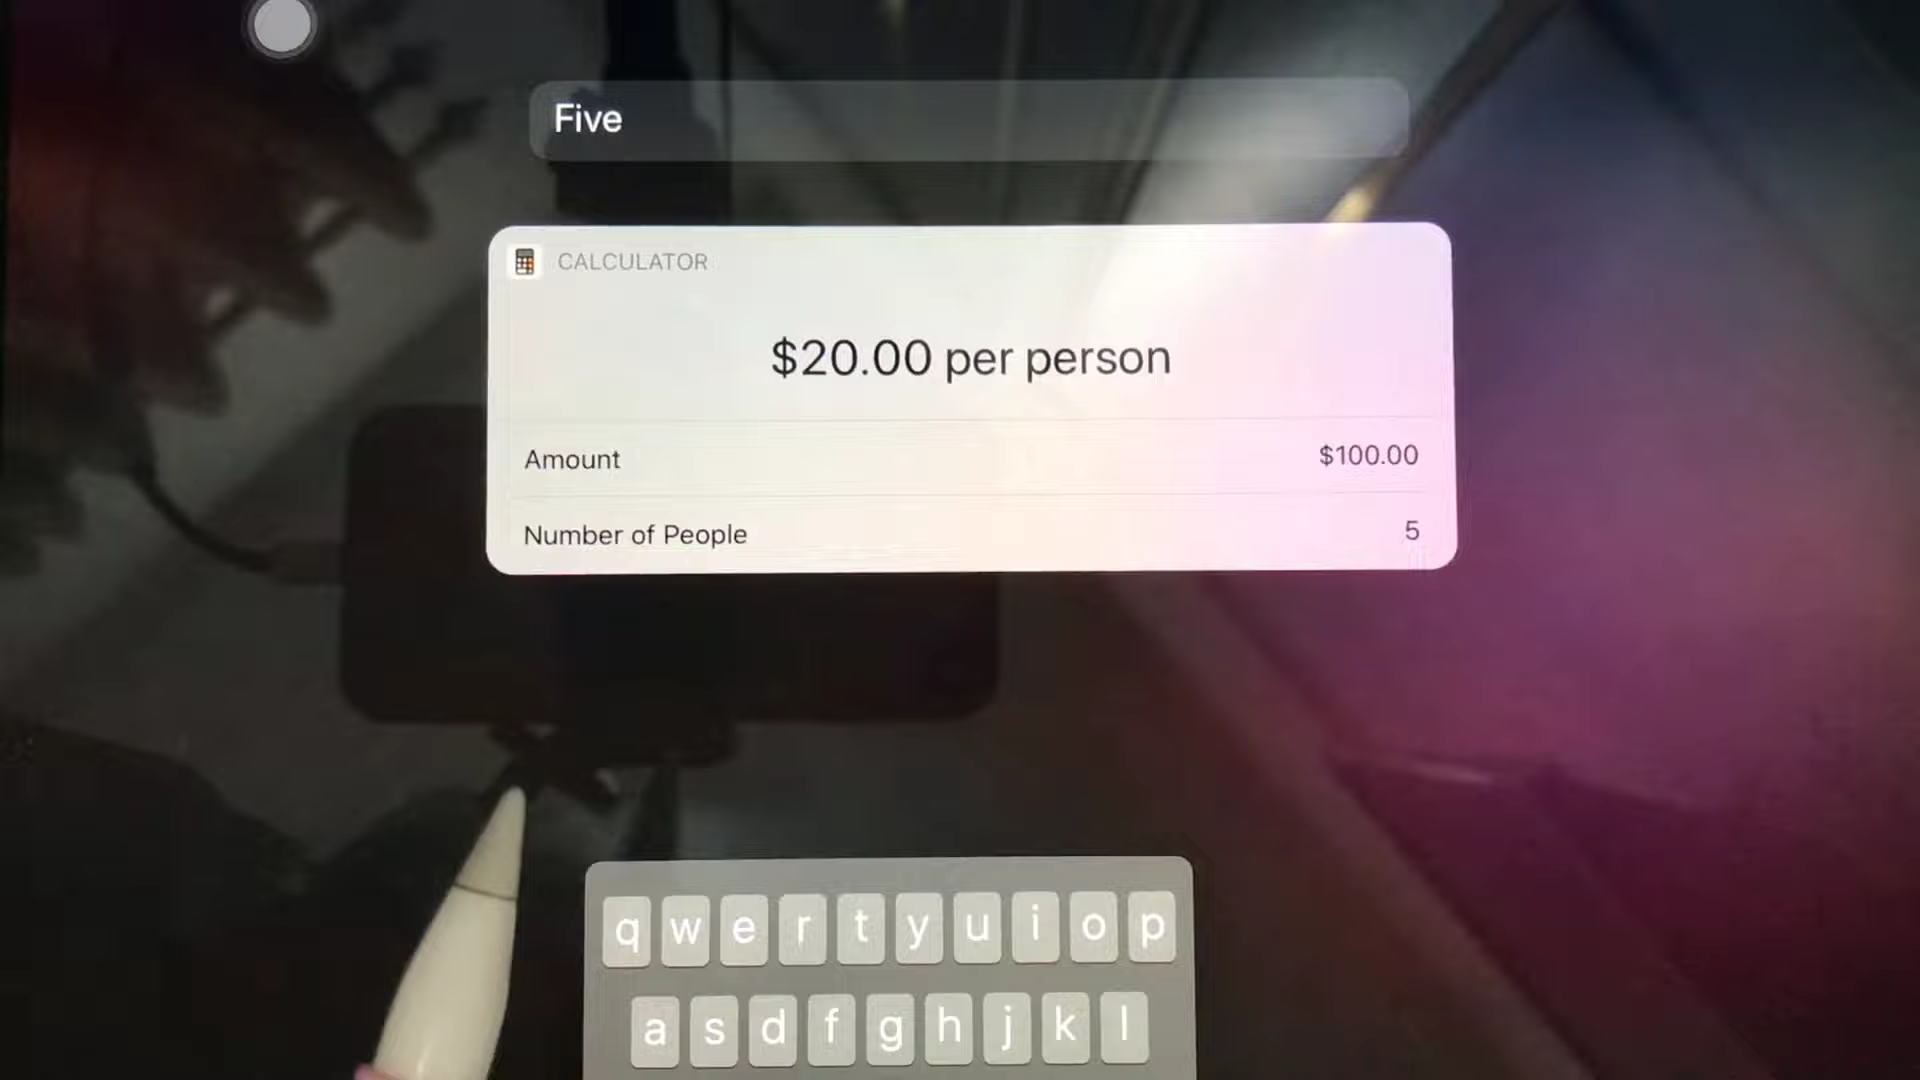 Five
CALCULATOR
$20.00 per person
Amount $100.00
Number of People 5
q w e r t y u i o p
a s d f g h j k l